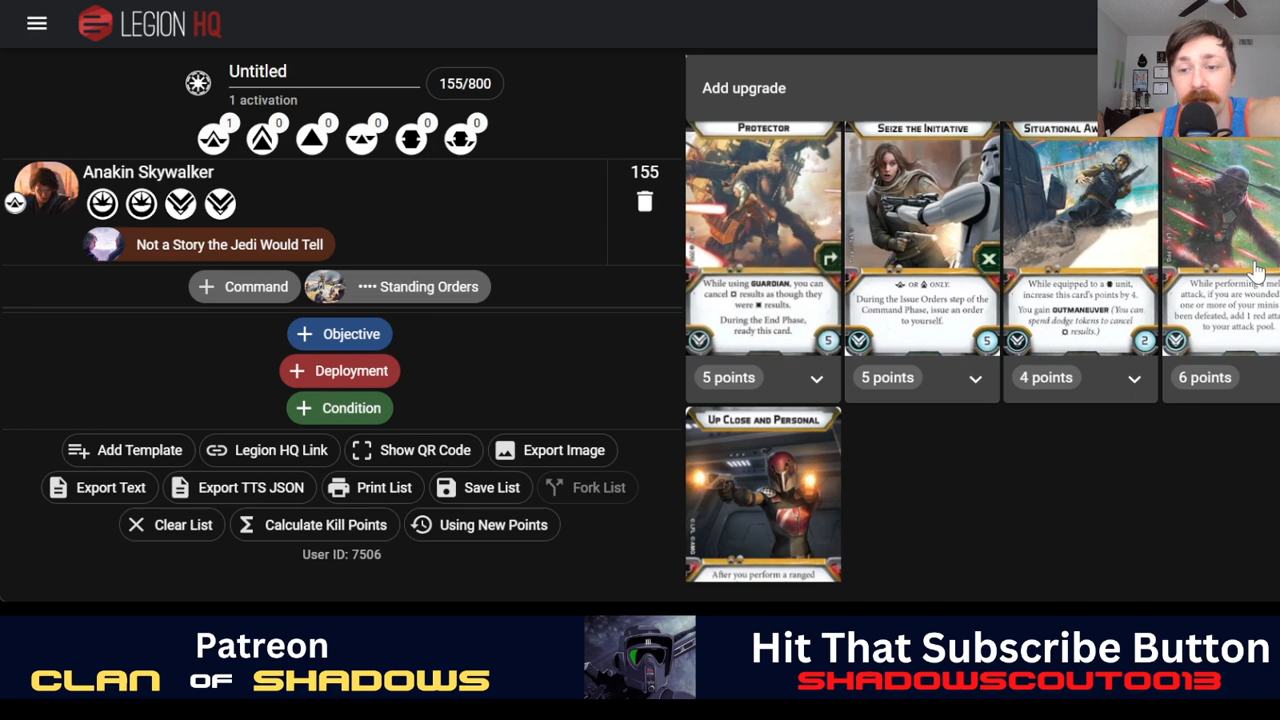 LEGION HQ
Untitled
155/800
1 activation
1 0 0 0 0 0
Anakin Skywalker
155
Not a Story the Jedi Would Tell
Command
•••• Standing Orders
Objective
Deployment
Condition
Add Template
Legion HQ Link
Show QR Code
Export Image
Export Text
Export TTS JSON
Print List
Save List
Fork List
Clear List
Calculate Kill Points
Using New Points
User ID: 7506
Add upgrade
PROTECTOR
While using GUARDIAN, you can
cancel results as though they
were results.
During the End Phase,
ready this card.
5
5 points
SEIZE THE INITIATIVE
OR ONLY.
During the Issue Orders step of the
Command Phase, issue an order
to yourself.
5
5 points
SITUATIONAL AW
While equipped to a unit,
increase this card's points by 4.
You gain OUTMANEUVER (You can
spend dodge tokens to cancel
results.)
2
4 points
While performing a mel
attack, if you are wounded
one or more of your minis
been defeated, add 1 red att
to your attack pool.
6 points
UP CLOSE AND PERSONAL
After you perform a ranged
Patreon
CLAN OF SHADOWS
Hit That Subscribe Button
SHADOWSCOUT0013